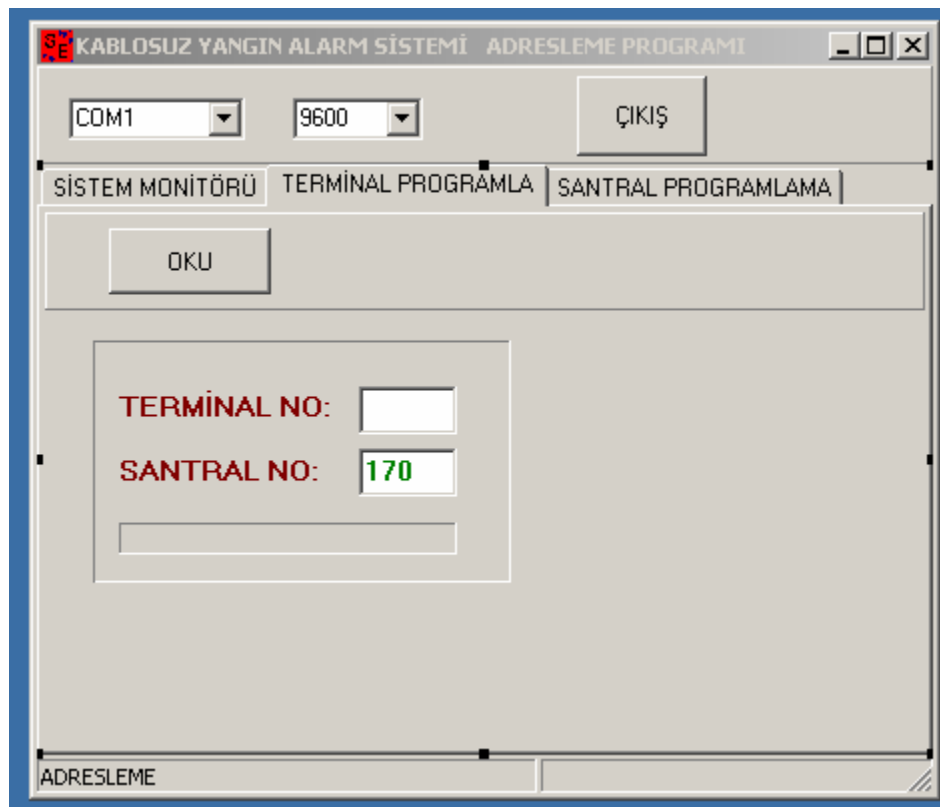 SE KABLOSUZ YANGIN ALARM SİSTEMİ ADRESLEME PROGRAMI
COM1 9600 ÇIKIŞ
SİSTEM MONİTÖRÜ TERMİNAL PROGRAMLA SANTRAL PROGRAMLAMA
OKU
TERMİNAL NO:
SANTRAL NO: 170
ADRESLEME